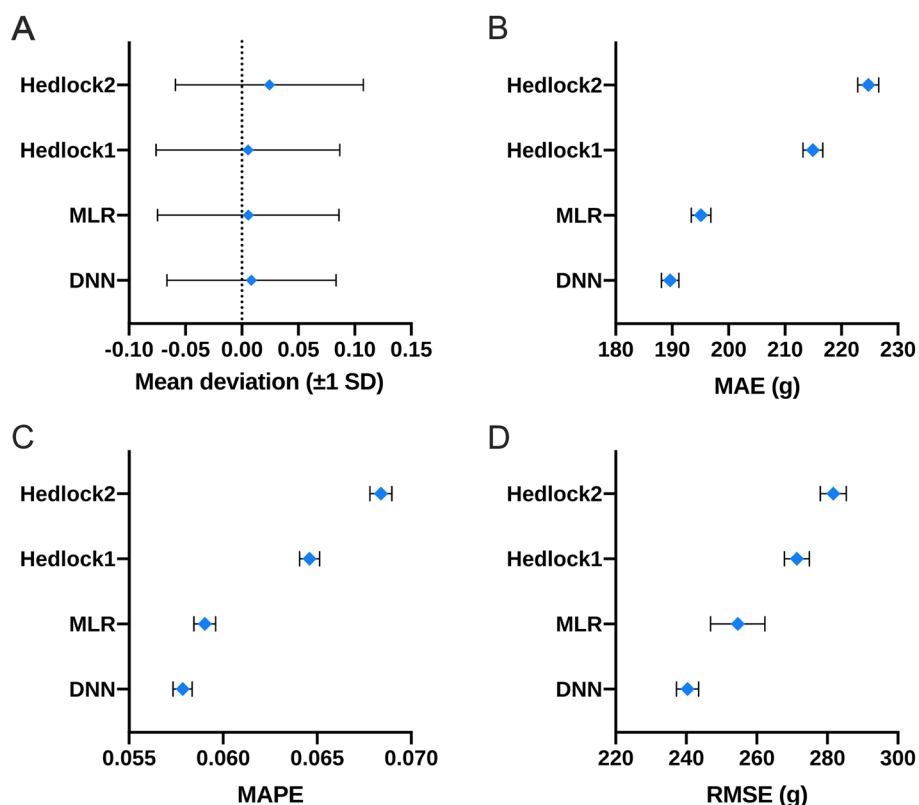 A
Hedlock2
Hedlock1
MLR
DNN
-0.10 -0.05 0.00 0.05 0.10 0.15
Mean deviation (±1 SD)
B
Hedlock2
Hedlock1
MLR
DNN
180 190 200 210 220 230
MAE (g)
C
Hedlock2
Hedlock1
MLR
DNN
0.055 0.060 0.065 0.070
MAPE
D
Hedlock2
Hedlock1
MLR
DNN
220 240 260 280 300
RMSE (g)